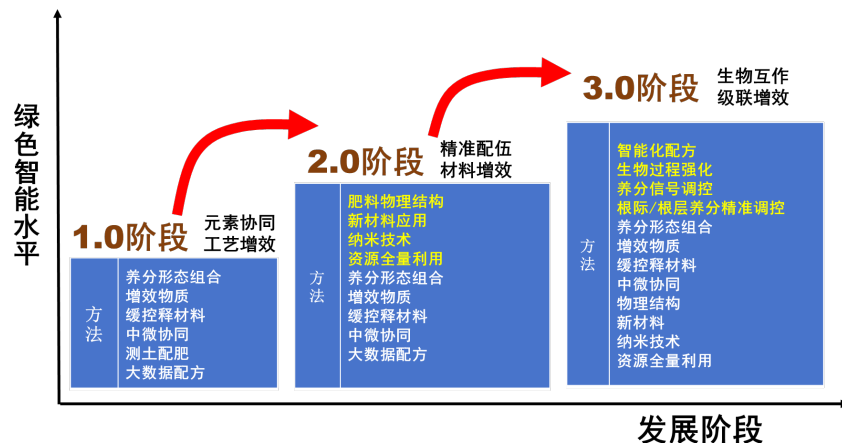 绿色智能水平
1.0阶段
元素协同
工艺增效
方法
养分形态组合
增效物质
缓控释材料
中微协同
测土配肥
大数据配方
2.0阶段
精准配伍
材料增效
方法
肥料物理结构
新材料应用
纳米技术
资源全量利用
养分形态组合
增效物质
缓控释材料
中微协同
大数据配方
3.0阶段
生物互作
级联增效
方法
智能化配方
生物过程强化
养分信号调控
根际/根层养分精准调控
养分形态组合
增效物质
缓控释材料
中微协同
物理结构
新材料
纳米技术
资源全量利用
发展阶段